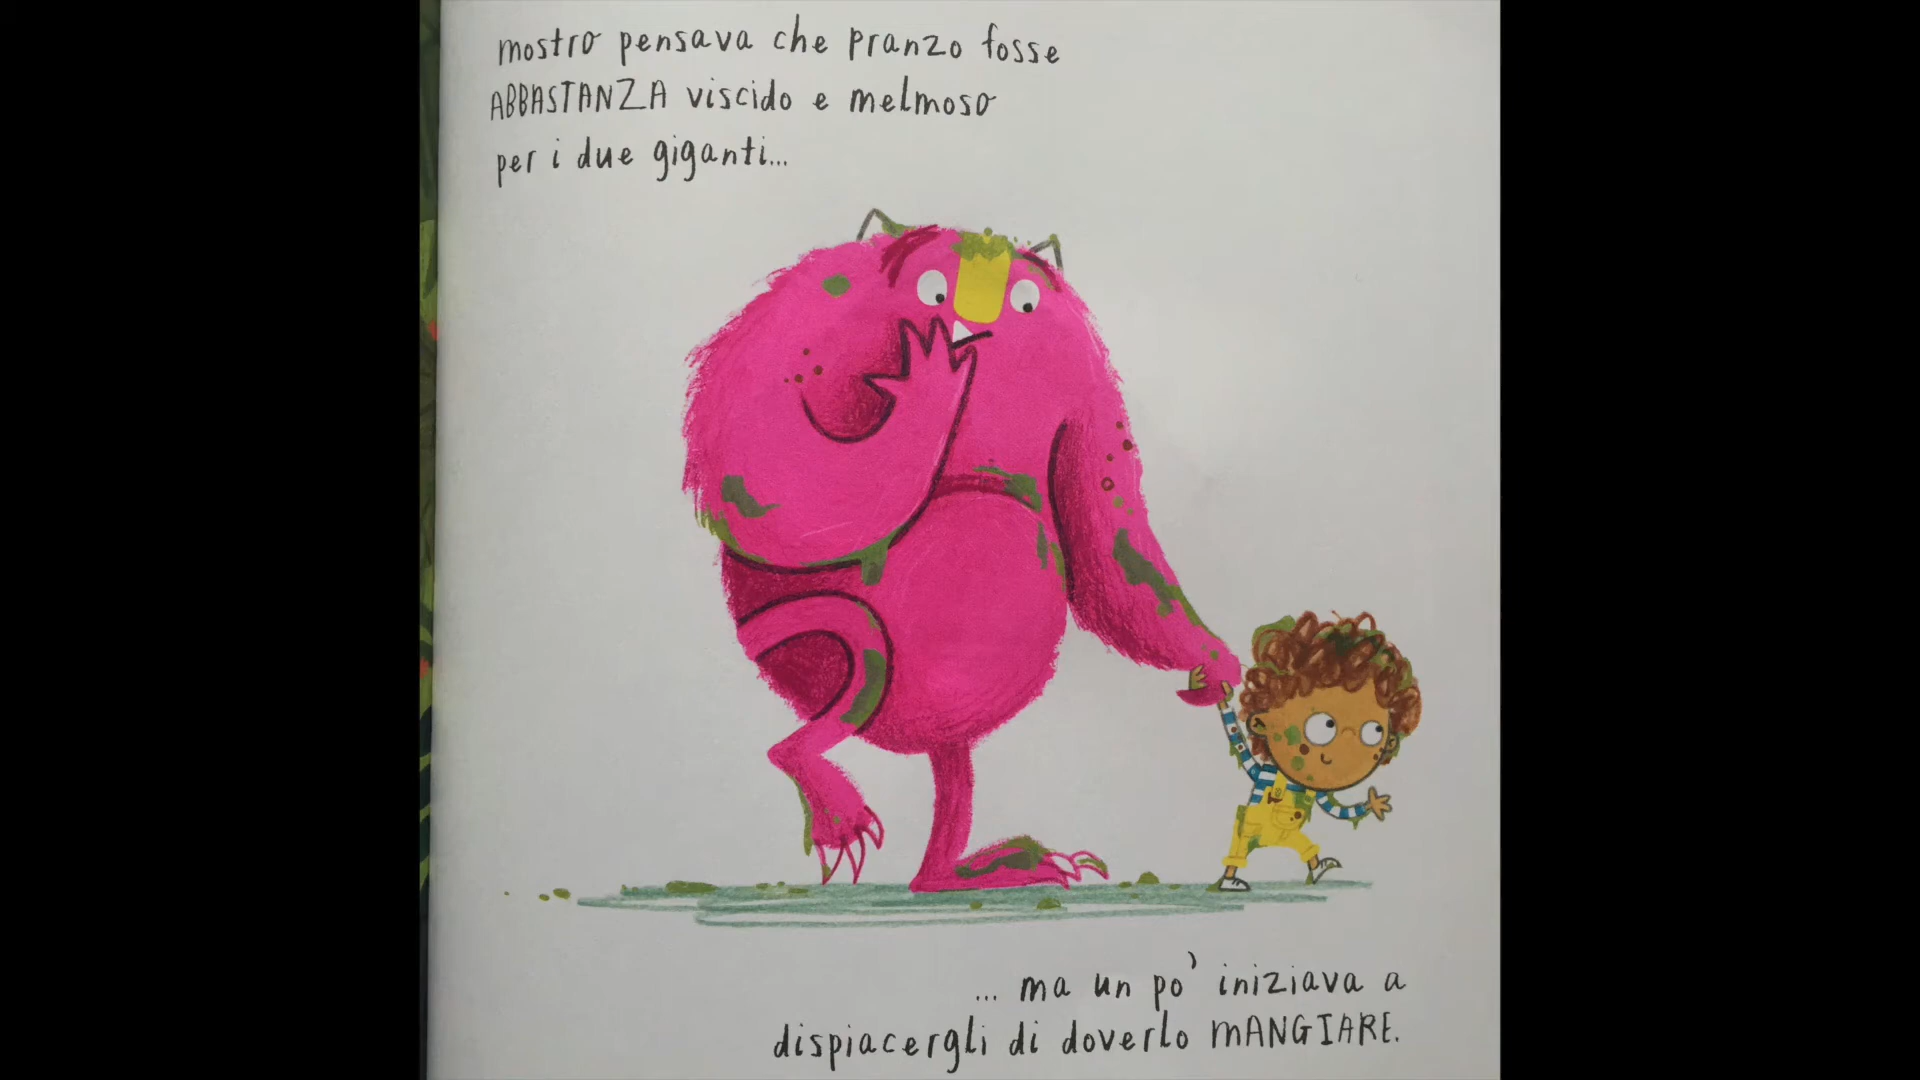 mostro pensava che pranzo fosse
ABBASTANZA viscido e melmoso
per i due giganti...
... ma un po' iniziava a
dispiacergli di doverlo MANGIARE.